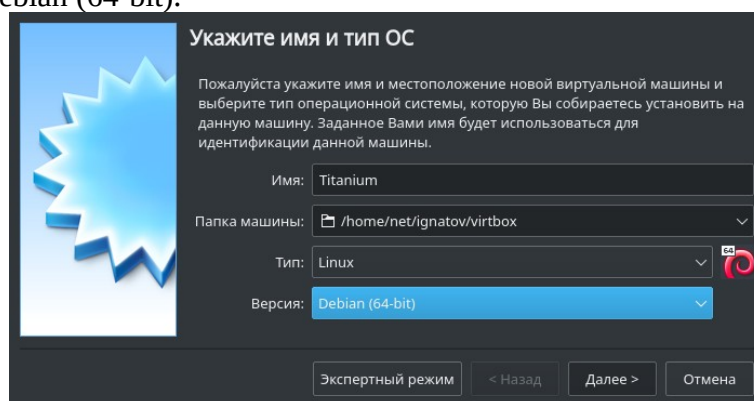 (64-bit).
Укажите имя и тип ОС
Пожалуйста укажите имя и местоположение новой виртуальной машины и
выберите тип операционной системы, которую Вы собираетесь установить на
данную машину. Заданное Вами имя будет использоваться для
идентификации данной машины.
Имя: Titanium
Папка машины: /home/net/ignatov/virtbox
Тип: Linux
64
Версия: Debian (64-bit)
Экспертный режим < Назад Далее > Отмена